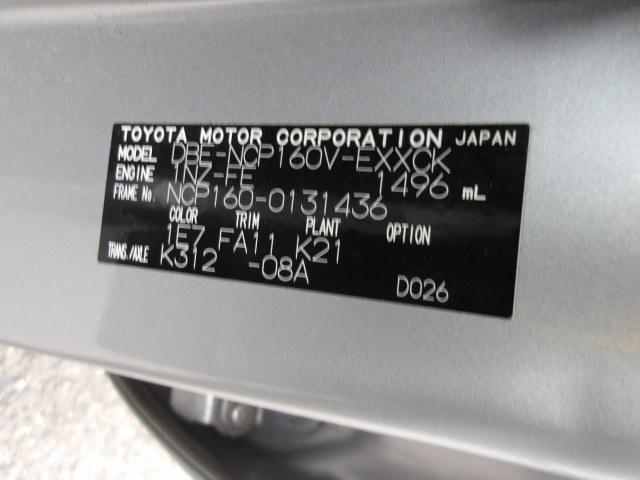 TOYOTA MOTOR CORPORATION JAPAN
MODEL DBE-NCP160V-EXXCK
ENGINE 1NZ-FE 1496 mL
FRAME No. NCP160-0131436
COLOR TRIM PLANT OPTION
1E7 FA11 K21
TRANS./AXLE K312 -08A
D026